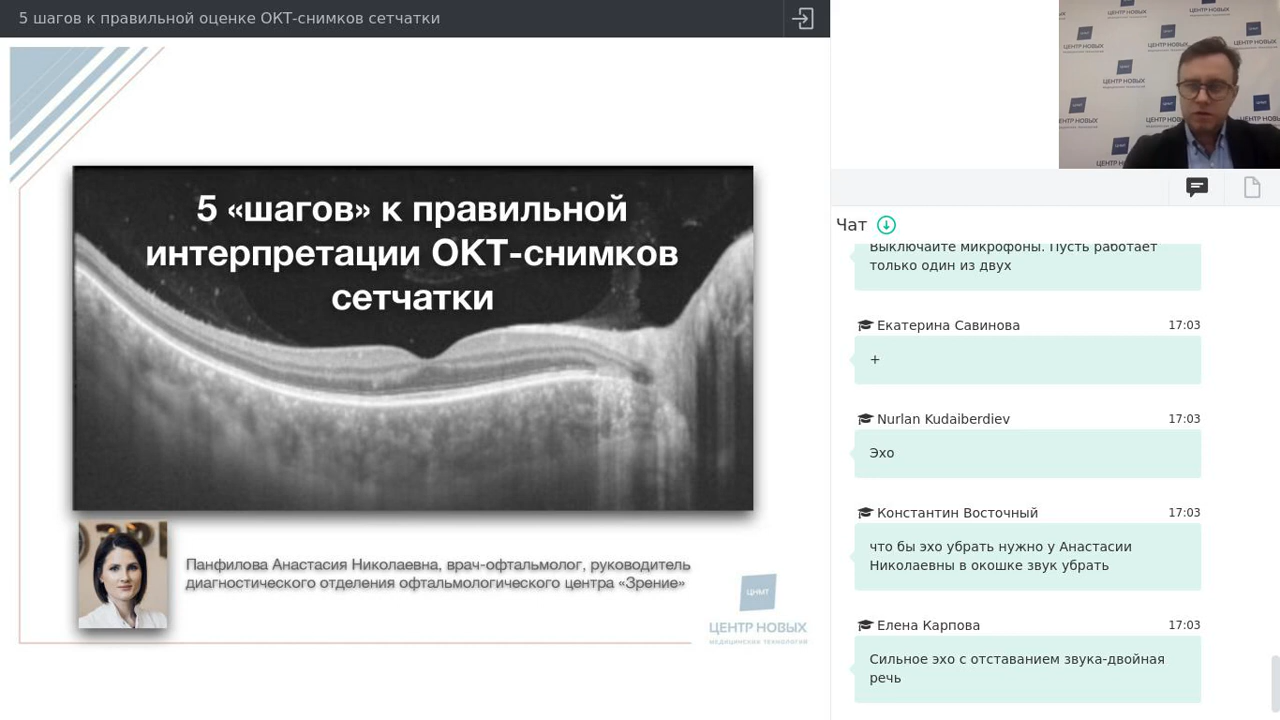 5 шагов к правильной оценке ОКТ-снимков сетчатки
5 «шагов» к правильной
интерпретации ОКТ-снимков
сетчатки
Панфилова Анастасия Николаевна, врач-офтальмолог, руководитель
диагностического отделения офтальмологического центра «Зрение»
ЦНМТ
ЦЕНТР НОВЫХ
МЕДИЦИНСКИХ ТЕХНОЛОГИЙ
ЦЕНТР НОВЫХ
Чат
Выключайте микрофоны. Пусть работает
только один из двух
Екатерина Савинова 17:03
+
Nurlan Kudaiberdiev 17:03
Эхо
Константин Восточный 17:03
что бы эхо убрать нужно у Анастасии
Николаевны в окошке звук убрать
Елена Карпова 17:03
Сильное эхо с отставанием звука-двойная
речь